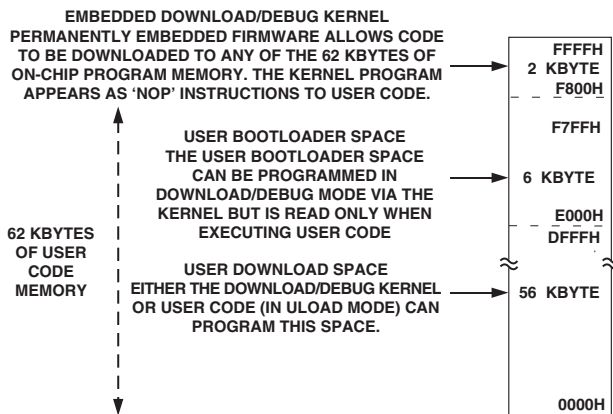 EMBEDDED DOWNLOAD/DEBUG KERNEL
PERMANENTLY EMBEDDED FIRMWARE ALLOWS CODE
TO BE DOWNLOADED TO ANY OF THE 62 KBYTES OF
ON-CHIP PROGRAM MEMORY. THE KERNEL PROGRAM
APPEARS AS 'NOP' INSTRUCTIONS TO USER CODE.
FFFFH
2 KBYTE
F800H
USER BOOTLOADER SPACE
THE USER BOOTLOADER SPACE
CAN BE PROGRAMMED IN
DOWNLOAD/DEBUG MODE VIA THE
KERNEL BUT IS READ ONLY WHEN
EXECUTING USER CODE
F7FFH
6 KBYTE
E000H
62 KBYTES
OF USER
CODE
MEMORY
USER DOWNLOAD SPACE
EITHER THE DOWNLOAD/DEBUG KERNEL
OR USER CODE (IN ULOAD MODE) CAN
PROGRAM THIS SPACE.
DFFFH
56 KBYTE
0000H